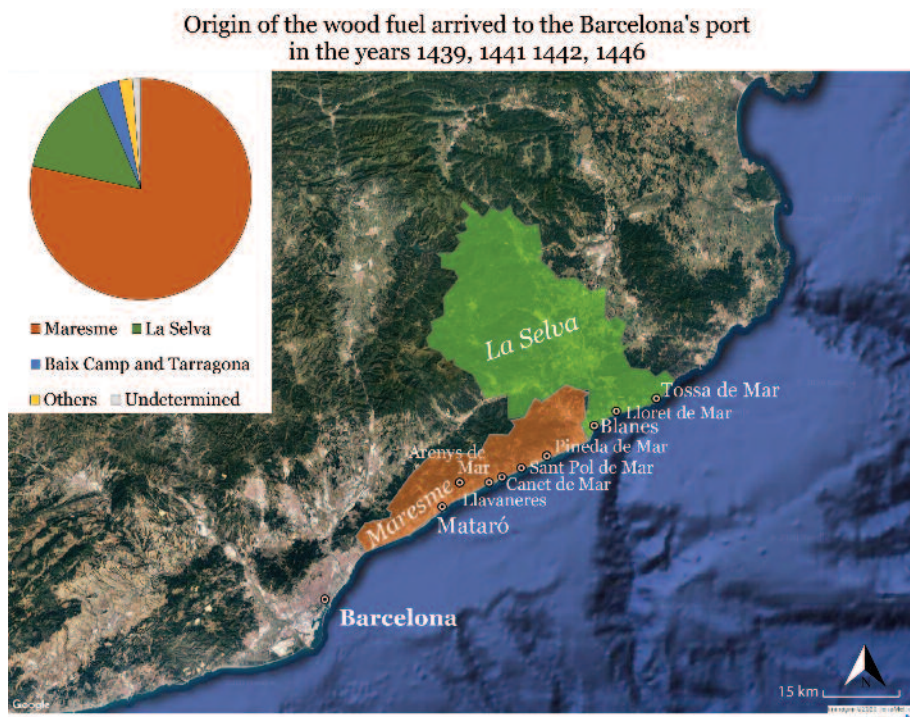 Origin of the wood fuel arrived to the Barcelona's port
in the years 1439, 1441 1442, 1446
Maresme La Selva
Baix Camp and Tarragona
Others Undetermined
La Selva
Tossa de Mar
Lloret de Mar
Blanes
Pineda de Mar
Arenys de
Mar
Sant Pol de Mar
Canet de Mar
Llavaneres
Maresme
Mataró
Barcelona
N
15 km
Google